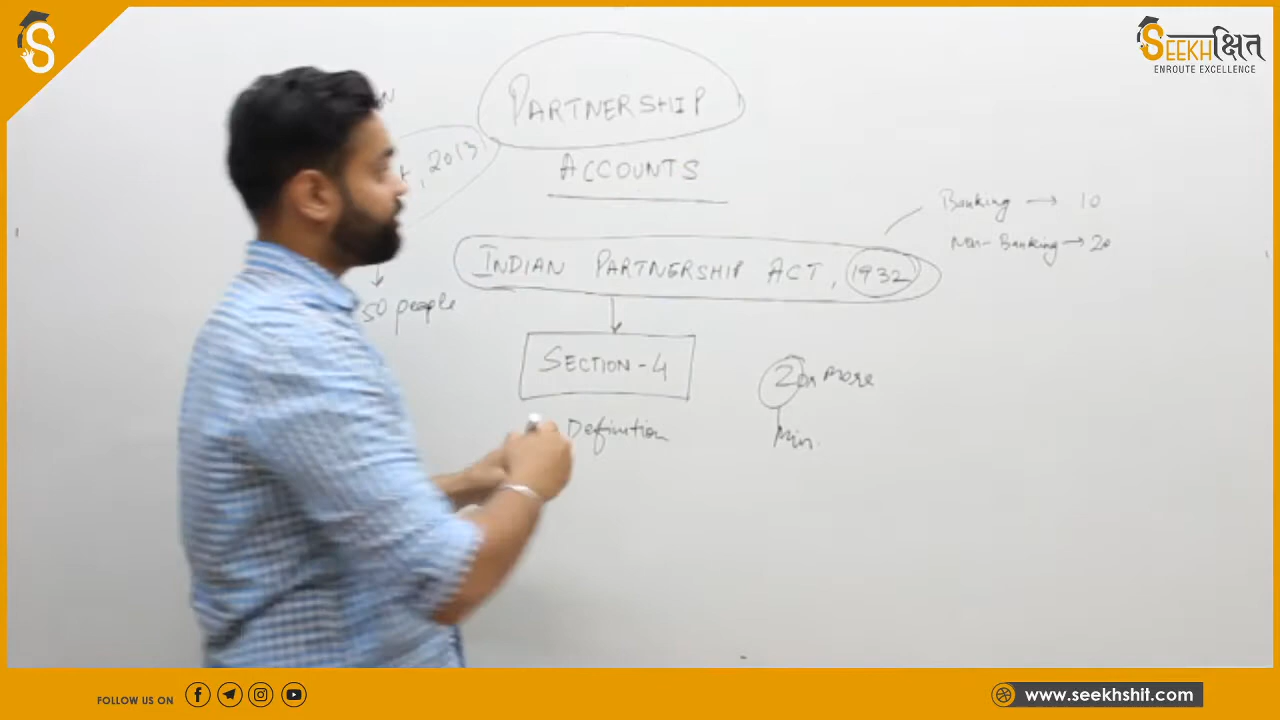 S
SEEKHक्षित
ENROUTE EXCELLENCE
PARTNERSHIP
ACCOUNTS
, 2013
50 people
INDIAN PARTNERSHIP ACT, 1932
Banking → 10
Non-Banking → 20
SECTION-4
Definition
2 or more
Min.
FOLLOW US ON
www.seekhshit.com